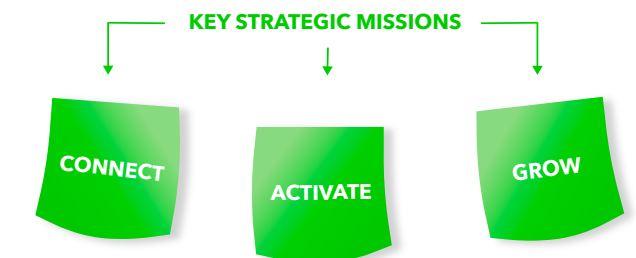 KEY STRATEGIC MISSIONS
CONNECT
ACTIVATE
GROW